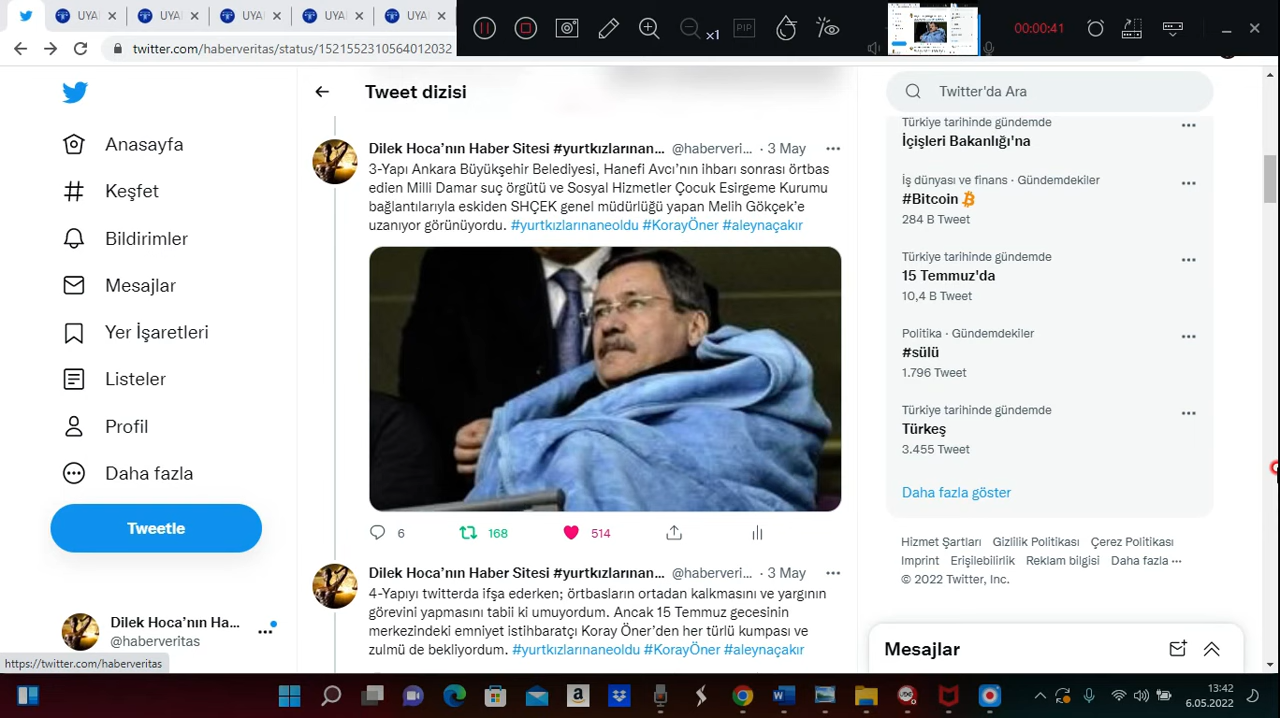 x1
PIP
00:00:41
twitter.com/haberveritas/status/1521552310564012032
Anasayfa
Keşfet
Bildirimler
Mesajlar
Yer İşaretleri
Listeler
Profil
Daha fazla
Tweetle
Dilek Hoca'nın Ha...
@haberveritas
https://twitter.com/haberveritas
Tweet dizisi
Dilek Hoca'nın Haber Sitesi #yurtkızlarınan... @haberveri... · 3 May
3-Yapı Ankara Büyükşehir Belediyesi, Hanefi Avcı'nın ihbarı sonrası örtbas
edlen Milli Damar suç örgütü ve Sosyal Hizmetler Çocuk Esirgeme Kurumu
bağlantılarıyla eskiden SHÇEK genel müdürlüğü yapan Melih Gökçek'e
uzanıyor görünüyordu. #yurtkızlarınaneoldu #KorayÖner #aleynaçakır
6 168 514
Dilek Hoca'nın Haber Sitesi #yurtkızlarınan... @haberveri... · 3 May
4-Yapıyı twitterda ifşa ederken; örtbasların ortadan kalkmasını ve yargının
görevini yapmasını tabii ki umuyordum. Ancak 15 Temmuz gecesinin
merkezindeki emniyet istihbaratçı Koray Öner'den her türlu kumpası ve
zulmü de bekliyordum. #yurtkızlarınaneoldu #KorayÖner #aleynaçakır
Twitter'da Ara
Türkiye tarihinde gündemde
İçişleri Bakanlığı'na
İş dünyası ve finans · Gündemdekiler
#Bitcoin
284 B Tweet
Türkiye tarihinde gündemde
15 Temmuz'da
10,4 B Tweet
Politika · Gündemdekiler
#sülü
1.796 Tweet
Türkiye tarihinde gündemde
Türkeş
3.455 Tweet
Daha fazla göster
Hizmet Şartları Gizlilik Politikası Çerez Politikası
Imprint Erişilebilirlik Reklam bilgisi Daha fazla ···
© 2022 Twitter, Inc.
Mesajlar
13:42
6.05.2022